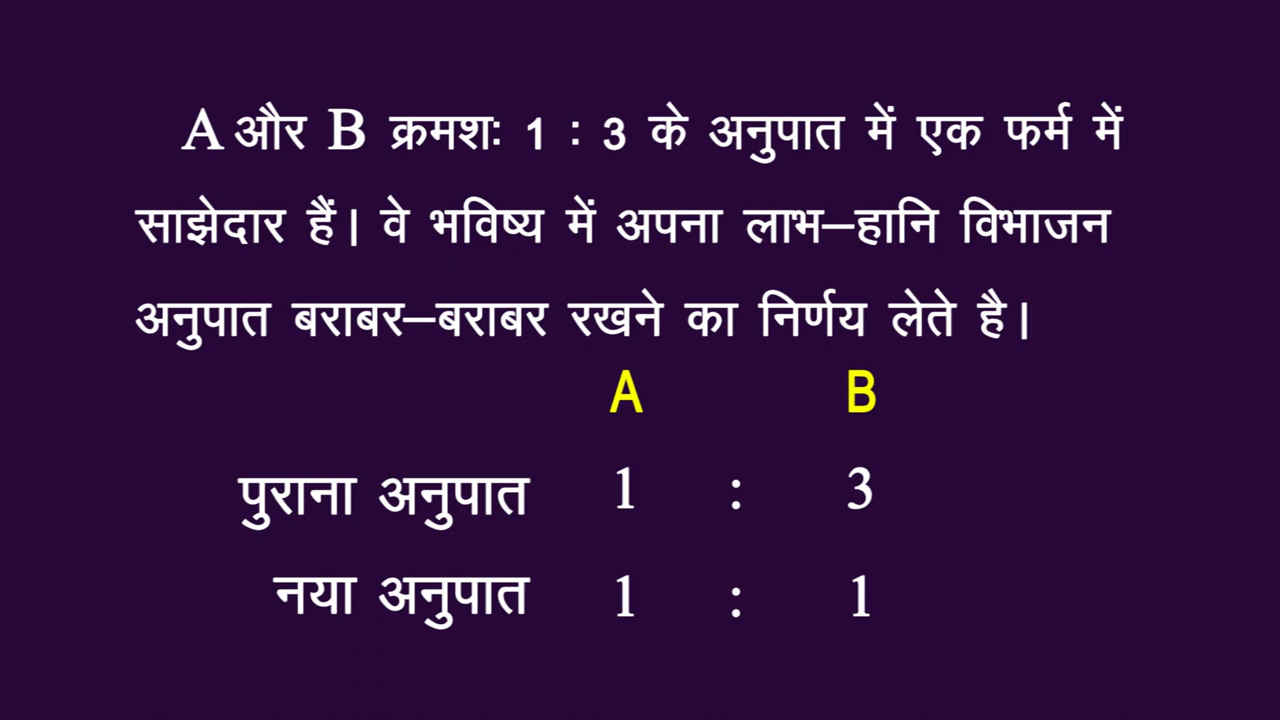 A और B क्रमशः 1 : 3 के अनुपात में एक फर्म में
साझेदार हैं। वे भविष्य में अपना लाभ–हानि विभाजन
अनुपात बराबर–बराबर रखने का निर्णय लेते है।
A B
पुराना अनुपात 1 : 3
नया अनुपात 1 : 1